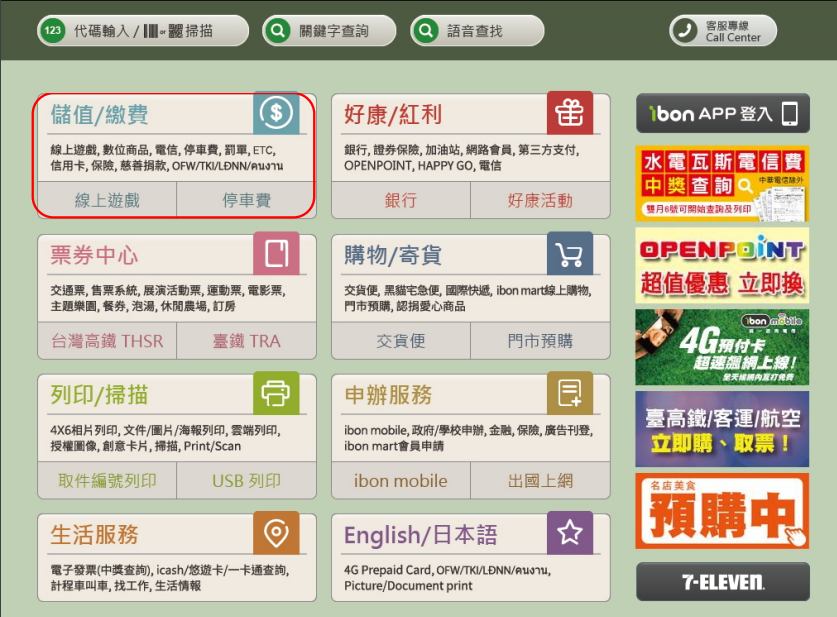 123 代碼輸入 / or 掃描
關鍵字查詢
語音查找
客服專線
Call Center
儲值/繳費
線上遊戲, 數位商品, 電信, 停車費, 罰單, ETC,
信用卡, 保險, 慈善捐款, OFW/TKI/LĐNN/คนงาน
線上遊戲
停車費
好康/紅利
銀行, 證券保險, 加油站, 網路會員, 第三方支付,
OPENPOINT, HAPPY GO, 電信
銀行
好康活動
票券中心
交通票, 售票系統, 展演活動票, 運動票, 電影票,
主題樂園, 餐券, 泡湯, 休閒農場, 訂房
台灣高鐵 THSR
臺鐵 TRA
購物/寄貨
交貨便, 黑貓宅急便, 國際快遞, ibon mart線上購物,
門市預購, 認捐愛心商品
交貨便
門市預購
列印/掃描
4X6相片列印, 文件/圖片/海報列印, 雲端列印,
授權圖像, 創意卡片, 掃描, Print/Scan
取件編號列印
USB 列印
申辦服務
ibon mobile, 政府/學校申辦, 金融, 保險, 廣告刊登,
ibon mart會員申請
ibon mobile
出國上網
生活服務
電子發票(中獎查詢), icash/悠遊卡/一卡通查詢,
計程車叫車, 找工作, 生活情報
English/日本語
4G Prepaid Card, OFW/TKI/LĐNN/คนงาน,
Picture/Document print
ibon APP 登入
水電瓦斯電信費
中獎查詢
中華電信除外
雙月6號可開始查詢及列印
OPENPOINT
超值優惠 立即換
ibon mobile
4G預付卡
超速飆網上線!
全天候網內互打免費
臺高鐵/客運/航空
立即購、取票！
名店美食
預購中
7-ELEVEN.